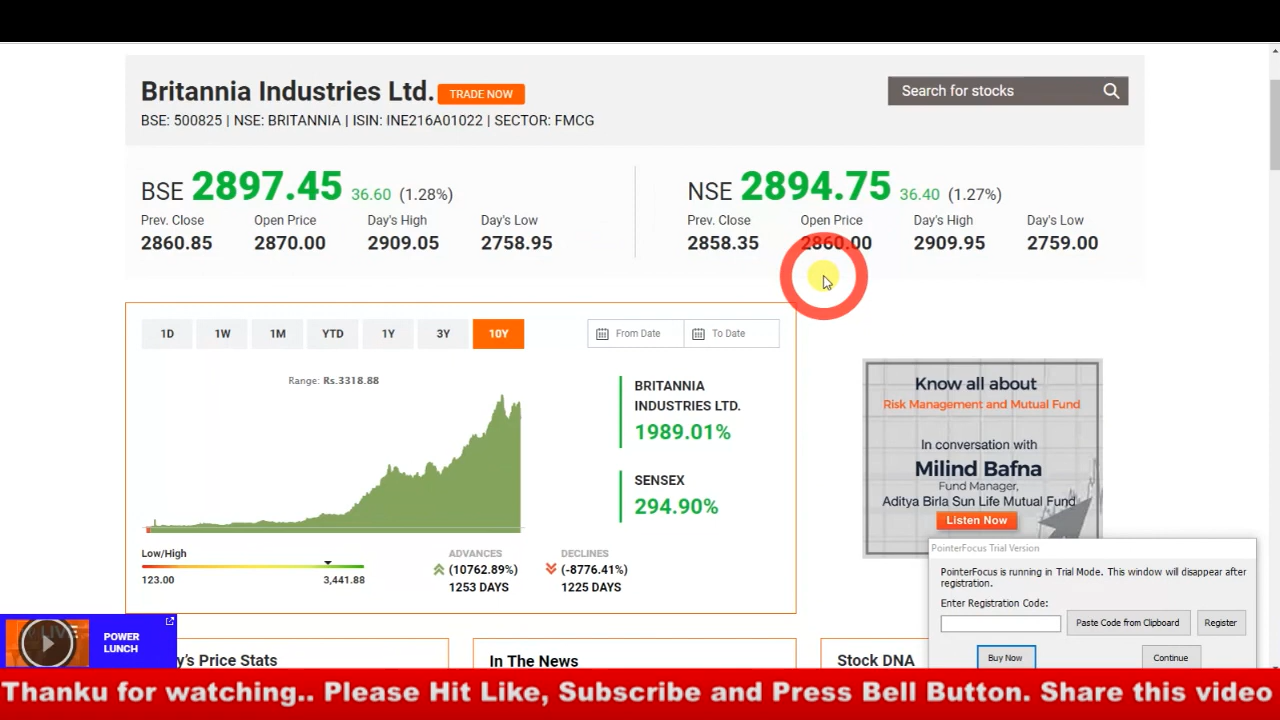 Britannia Industries Ltd. TRADE NOW
Search for stocks
BSE: 500825 | NSE: BRITANNIA | ISIN: INE216A01022 | SECTOR: FMCG
BSE 2897.45 36.60 (1.28%)
Prev. Close Open Price Day's High Day's Low
2860.85 2870.00 2909.05 2758.95
NSE 2894.75 36.40 (1.27%)
Prev. Close Open Price Day's High Day's Low
2858.35 2860.00 2909.95 2759.00
1D 1W 1M YTD 1Y 3Y 10Y From Date To Date
Range: Rs.3318.88
BRITANNIA
INDUSTRIES LTD.
1989.01%
SENSEX
294.90%
Low/High
123.00 3,441.88
ADVANCES
(10762.89%)
1253 DAYS
DECLINES
(-8776.41%)
1225 DAYS
Know all about
Risk Management and Mutual Fund
In conversation with
Milind Bafna
Fund Manager,
Aditya Birla Sun Life Mutual Fund
Listen Now
PointerFocus Trial Version
PointerFocus is running in Trial Mode. This window will disappear after
registration.
Enter Registration Code:
Paste Code from Clipboard Register
Buy Now Continue
POWER
LUNCH
y's Price Stats
In The News
Stock DNA
Thanku for watching.. Please Hit Like, Subscribe and Press Bell Button. Share this video